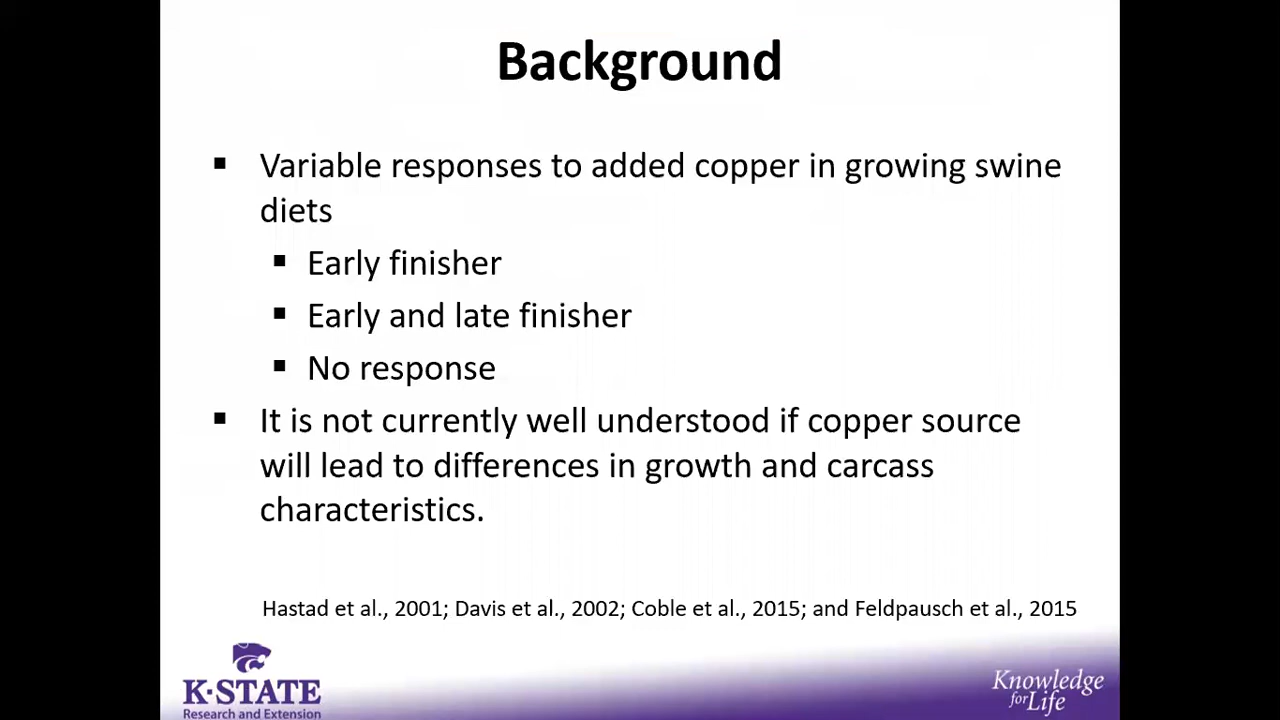 Background
▪ Variable responses to added copper in growing swine
diets
▪ Early finisher
▪ Early and late finisher
▪ No response
▪ It is not currently well understood if copper source
will lead to differences in growth and carcass
characteristics.
Hastad et al., 2001; Davis et al., 2002; Coble et al., 2015; and Feldpausch et al., 2015
K-STATE
Research and Extension
Knowledge
for Life